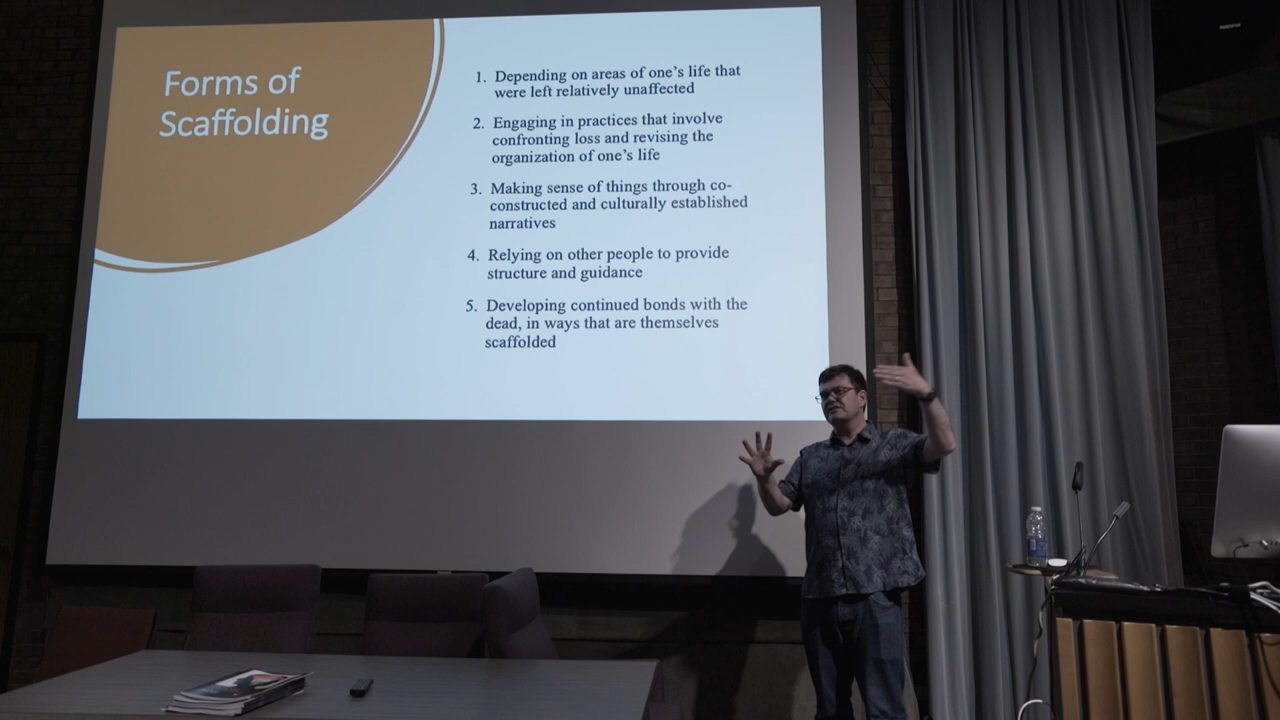 Forms of
Scaffolding
1. Depending on areas of one's life that
were left relatively unaffected
2. Engaging in practices that involve
confronting loss and revising the
organization of one's life
3. Making sense of things through co-
constructed and culturally established
narratives
4. Relying on other people to provide
structure and guidance
5. Developing continued bonds with the
dead, in ways that are themselves
scaffolded